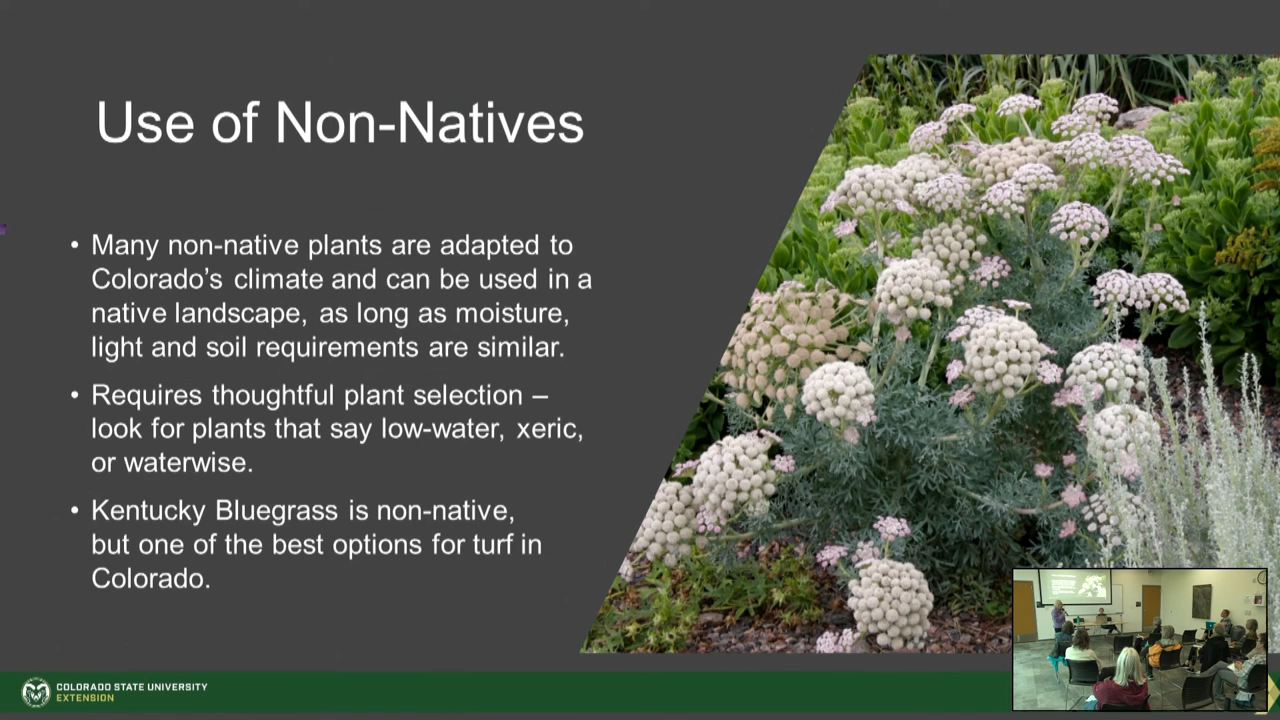 Use of Non-Natives
• Many non-native plants are adapted to
Colorado’s climate and can be used in a
native landscape, as long as moisture,
light and soil requirements are similar.
• Requires thoughtful plant selection –
look for plants that say low-water, xeric,
or waterwise.
• Kentucky Bluegrass is non-native,
but one of the best options for turf in
Colorado.
COLORADO STATE UNIVERSITY
EXTENSION